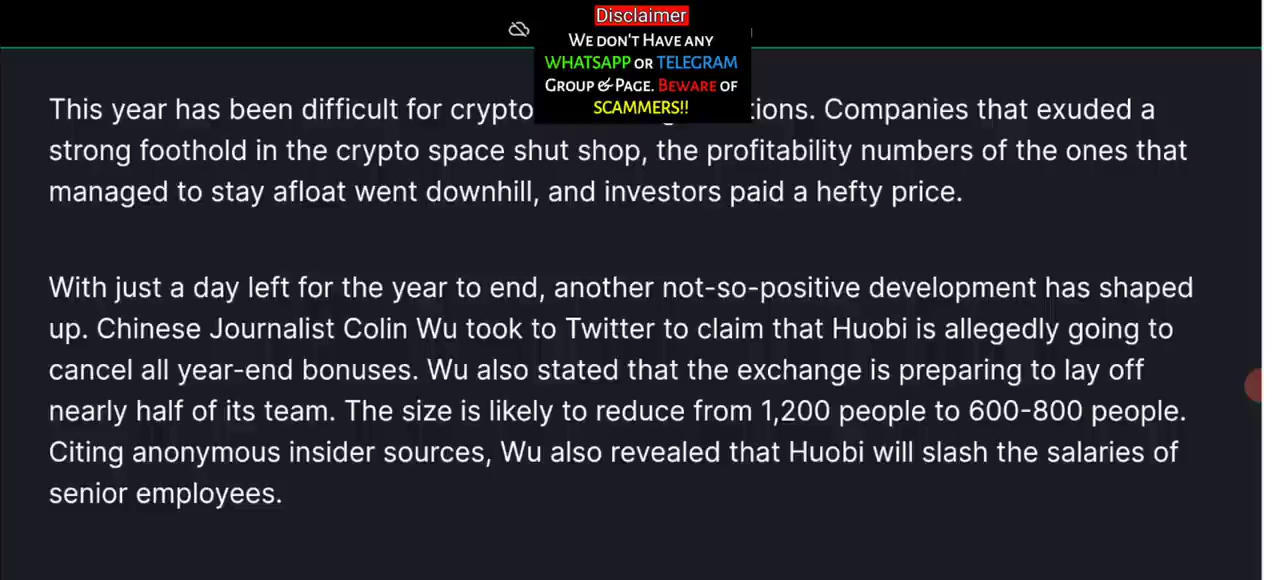 Disclaimer
We don't Have any
WHATSAPP or TELEGRAM
Group & Page. Beware of
SCAMMERS!!
This year has been difficult for crypto tions. Companies that exuded a
strong foothold in the crypto space shut shop, the profitability numbers of the ones that
managed to stay afloat went downhill, and investors paid a hefty price.
With just a day left for the year to end, another not-so-positive development has shaped
up. Chinese Journalist Colin Wu took to Twitter to claim that Huobi is allegedly going to
cancel all year-end bonuses. Wu also stated that the exchange is preparing to lay off
nearly half of its team. The size is likely to reduce from 1,200 people to 600-800 people.
Citing anonymous insider sources, Wu also revealed that Huobi will slash the salaries of
senior employees.